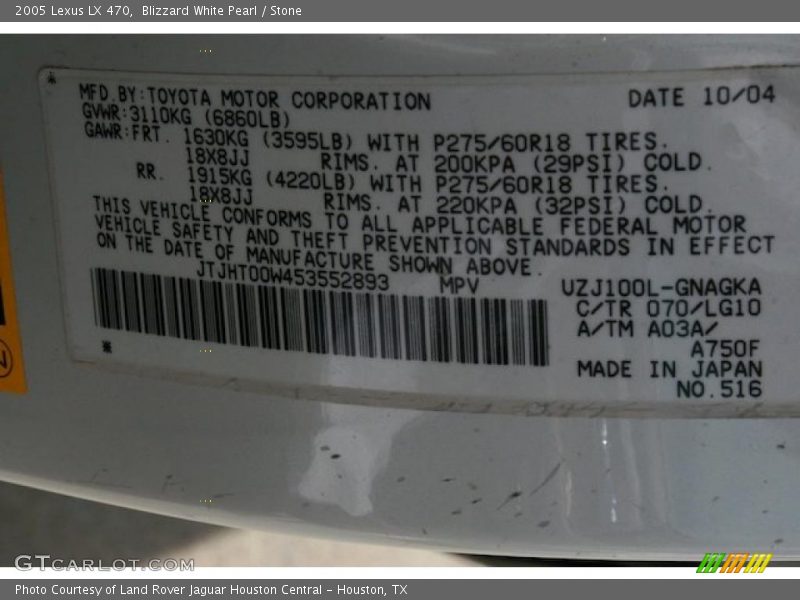 2005 Lexus LX 470, Blizzard White Pearl / Stone
MFD.BY:TOYOTA MOTOR CORPORATION DATE 10/04
GVWR:3110KG (6860LB)
GAWR:FRT. 1630KG (3595LB) WITH P275/60R18 TIRES.
18X8JJ RIMS. AT 200KPA (29PSI) COLD.
RR. 1915KG (4220LB) WITH P275/60R18 TIRES.
18X8JJ RIMS. AT 220KPA (32PSI) COLD.
THIS VEHICLE CONFORMS TO ALL APPLICABLE FEDERAL MOTOR
VEHICLE SAFETY AND THEFT PREVENTION STANDARDS IN EFFECT
ON THE DATE OF MANUFACTURE SHOWN ABOVE.
JTJHT00W453552893 MPV
UZJ100L-GNAGKA
C/TR 070/LG10
A/TM A03A/
A750F
MADE IN JAPAN
NO.516
GTCARLOT.COM
Photo Courtesy of Land Rover Jaguar Houston Central - Houston, TX